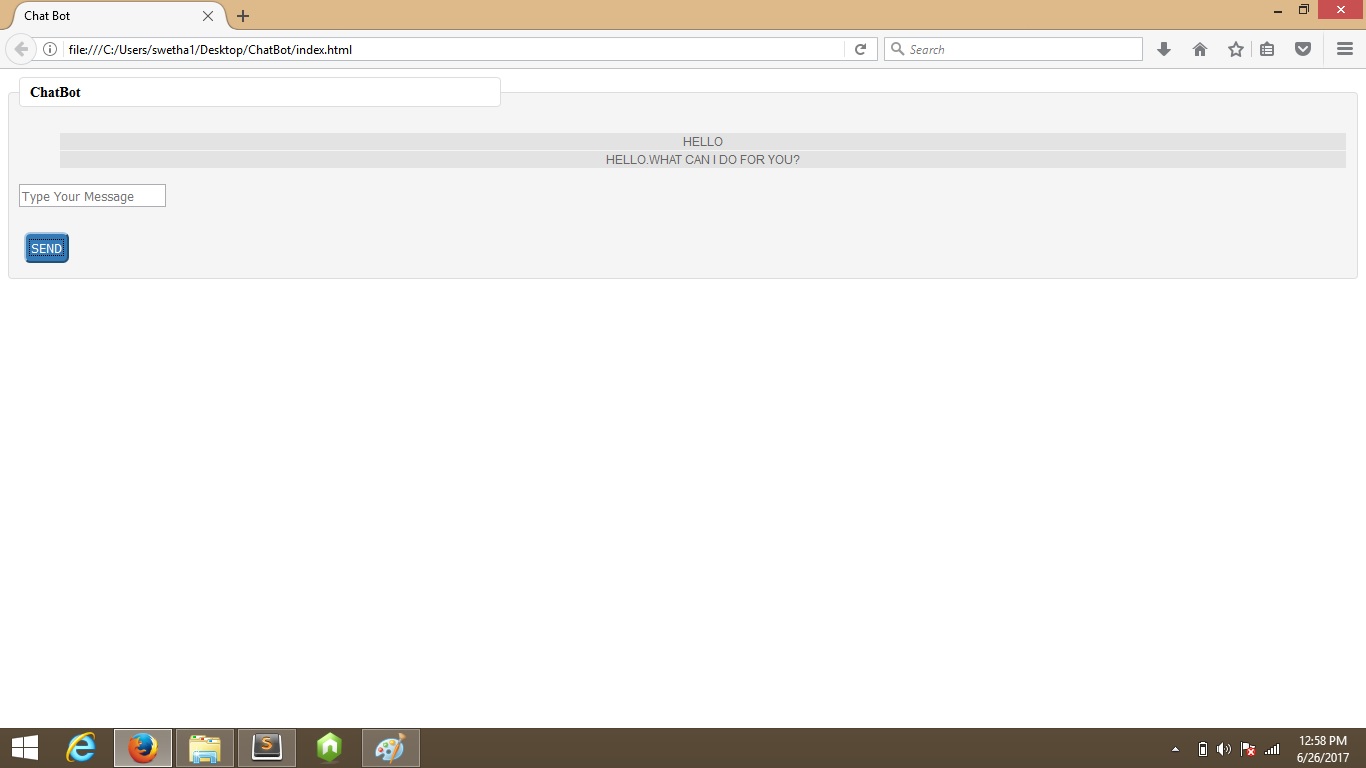 Chat Bot
file:///C:/Users/swetha1/Desktop/ChatBot/index.html
Search
ChatBot
HELLO
HELLO.WHAT CAN I DO FOR YOU?
Type Your Message
SEND
12:58 PM
6/26/2017